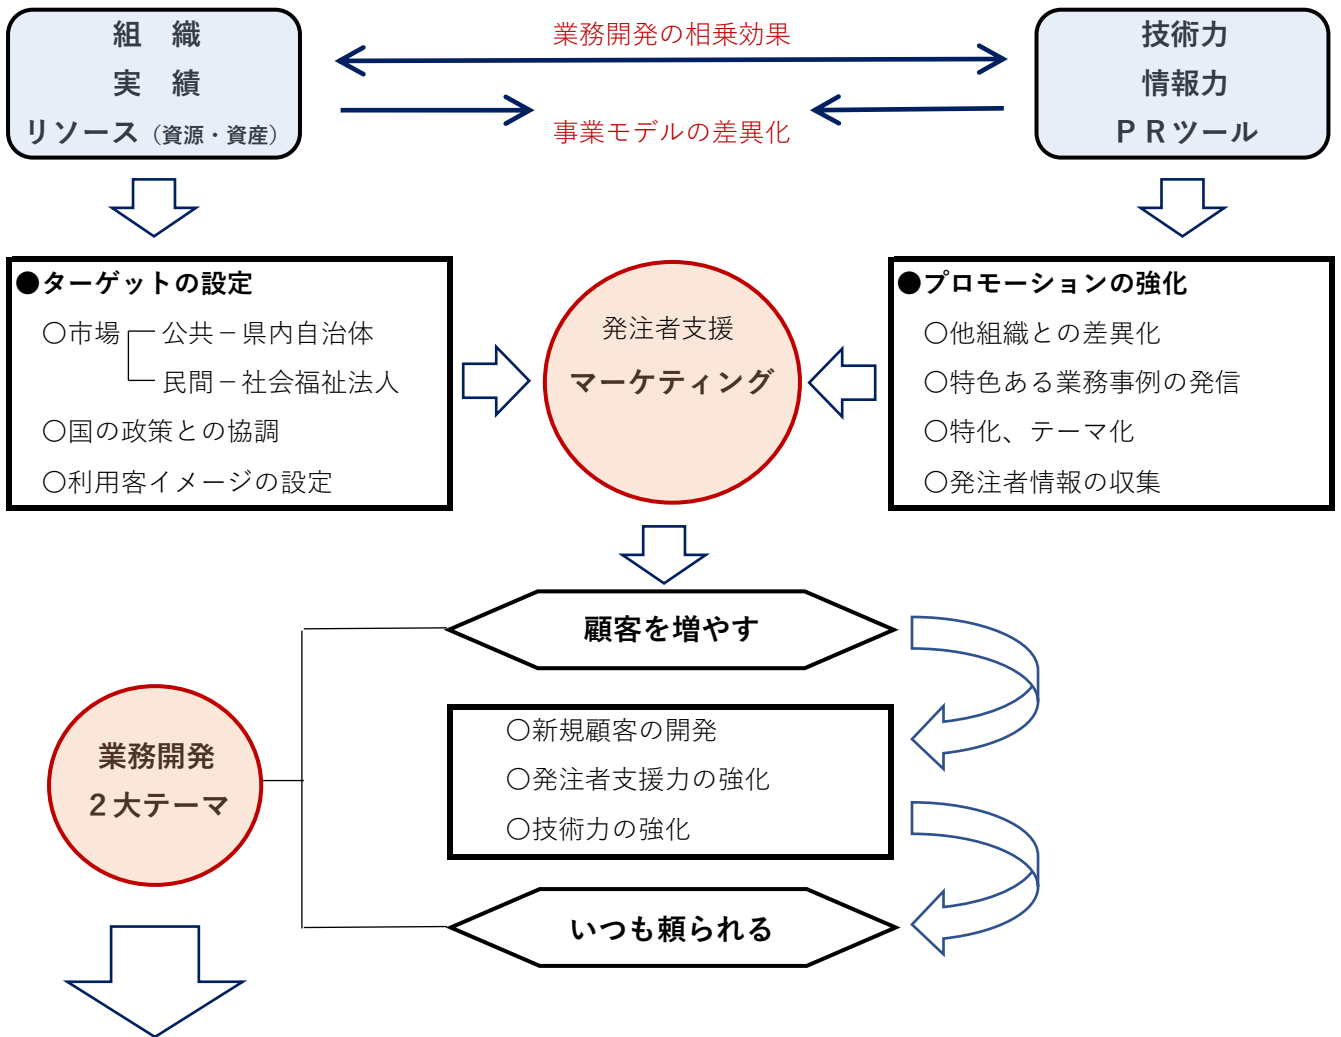 組　織
実　績
リソース（資源・資産）
業務開発の相乗効果
事業モデルの差異化
技術力
情報力
ＰＲツール
●ターゲットの設定
〇市場
公共－県内自治体
民間－社会福祉法人
〇国の政策との協調
〇利用客イメージの設定
発注者支援
マーケティング
●プロモーションの強化
〇他組織との差異化
〇特色ある業務事例の発信
〇特化、テーマ化
〇発注者情報の収集
顧客を増やす
業務開発
２大テーマ
〇新規顧客の開発
〇発注者支援力の強化
〇技術力の強化
いつも頼られる